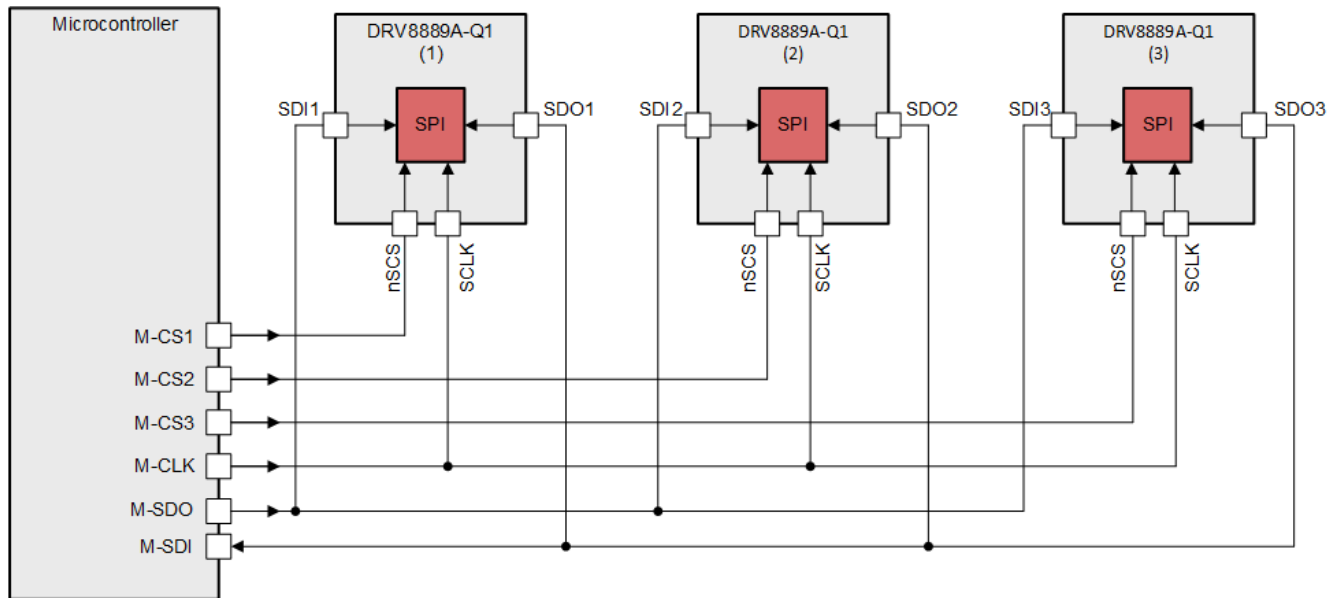 Microcontroller
DRV8889A-Q1
(1)
DRV8889A-Q1
(2)
DRV8889A-Q1
(3)
SDI1
SPI
SDO1
SDI2
SPI
SDO2
SDI3
SPI
SDO3
nSCS
SCLK
nSCS
SCLK
nSCS
SCLK
M-CS1
M-CS2
M-CS3
M-CLK
M-SDO
M-SDI